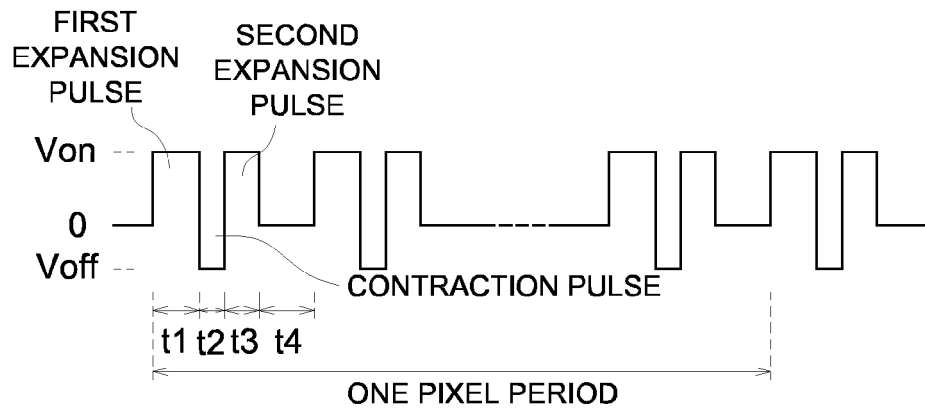 FIRST
EXPANSION
PULSE
SECOND
EXPANSION
PULSE
Von
0
Voff
CONTRACTION PULSE
t1 t2 t3 t4
ONE PIXEL PERIOD